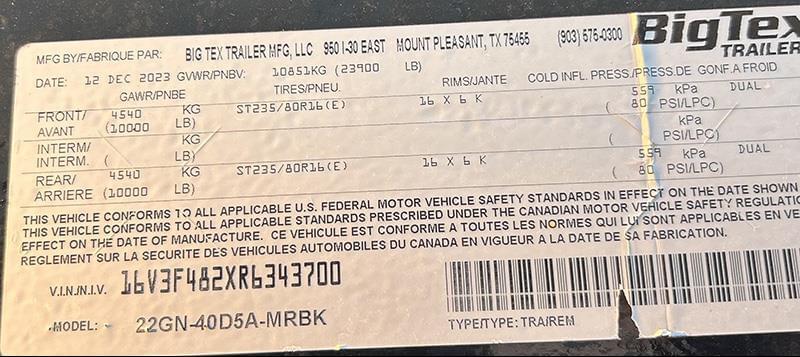 MFG BY/FABRIQUE PAR: BIG TEX TRAILER MFG, LLC 950 I-30 EAST MOUNT PLEASANT, TX 75455 (903) 575-0300 BigTex
TRAILER
DATE: 12 DEC 2023 GVWR/PNBV: 10851KG (23900 LB)
GAWR/PNBE TIRES/PNEU. RIMS/JANTE COLD INFL. PRESS./PRESS.DE GONF.A FROID
FRONT/ 4540 KG ST235/80R16(E) 16 X 6 K 559 kPa DUAL
AVANT (10000 LB) ( 80 PSI/LPC)
INTERM/ KG kPa
INTERM. ( LB) ( PSI/LPC)
REAR/ 4540 KG ST235/80R16(E) 16 X 6 K 559 kPa DUAL
ARRIERE (10000 LB) ( 80 PSI/LPC)
THIS VEHICLE CONFORMS TO ALL APPLICABLE U.S. FEDERAL MOTOR VEHICLE SAFETY STANDARDS IN EFFECT ON THE DATE SHOWN
THIS VEHICLE CONFORMS TO ALL APPLICABLE STANDARDS PRESCRIBED UNDER THE CANADIAN MOTOR VEHICLE SAFETY REGULATIO
EFFECT ON THE DATE OF MANUFACTURE. CE VEHICULE EST CONFORME A TOUTES LES NORMES QUI LUI SONT APPLICABLES EN VE
REGLEMENT SUR LA SECURITE DES VEHICULES AUTOMOBILES DU CANADA EN VIGUEUR A LA DATE DE SA FABRICATION.
V.I.N./N.I.V. 16V3F482XR6343700
MODEL: 22GN-40D5A-MRBK TYPE/TYPE: TRA/REM